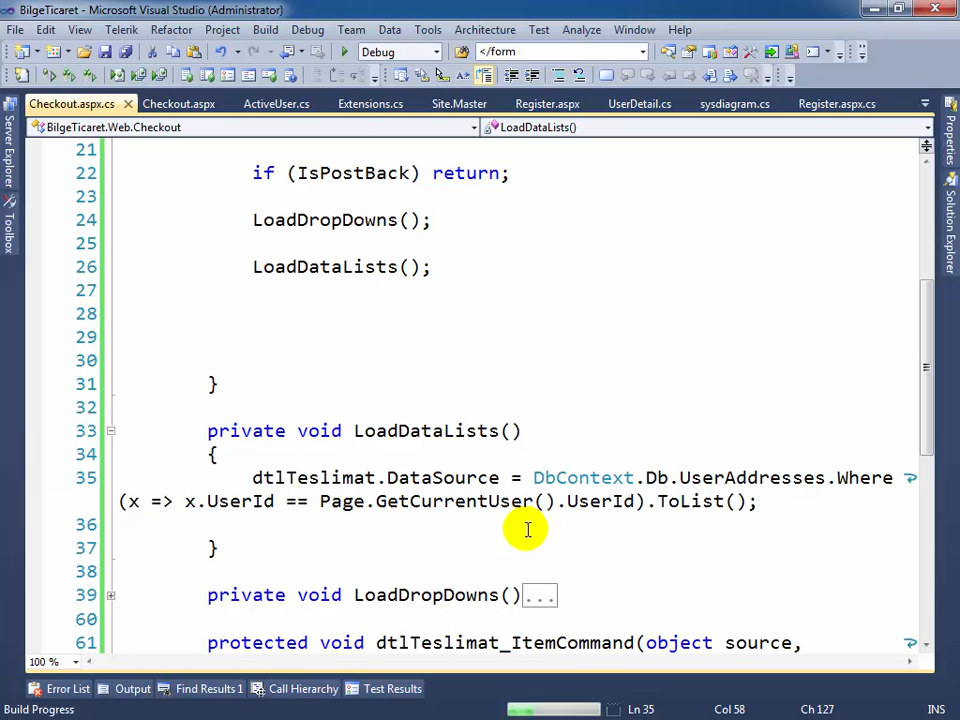 BilgeTicaret - Microsoft Visual Studio (Administrator)
File Edit View Telerik Refactor Project Build Debug Team Data Tools Architecture Test Analyze Window Help
Debug </form
Checkout.aspx.cs Checkout.aspx ActiveUser.cs Extensions.cs Site.Master Register.aspx UserDetail.cs sysdiagram.cs Register.aspx.cs
BilgeTicaret.Web.Checkout LoadDataLists()
Server Explorer
Toolbox
Properties
Solution Explorer
21
22 if (IsPostBack) return;
23
24 LoadDropDowns();
25
26 LoadDataLists();
27
28
29
30
31 }
32
33 private void LoadDataLists()
34 {
35 dtlTeslimat.DataSource = DbContext.Db.UserAddresses.Where
(x => x.UserId == Page.GetCurrentUser().UserId).ToList();
36
37 }
38
39 private void LoadDropDowns()...
60
61 protected void dtlTeslimat_ItemCommand(object source,
100 %
Error List Output Find Results 1 Call Hierarchy Test Results
Build Progress Ln 35 Col 58 Ch 127 INS